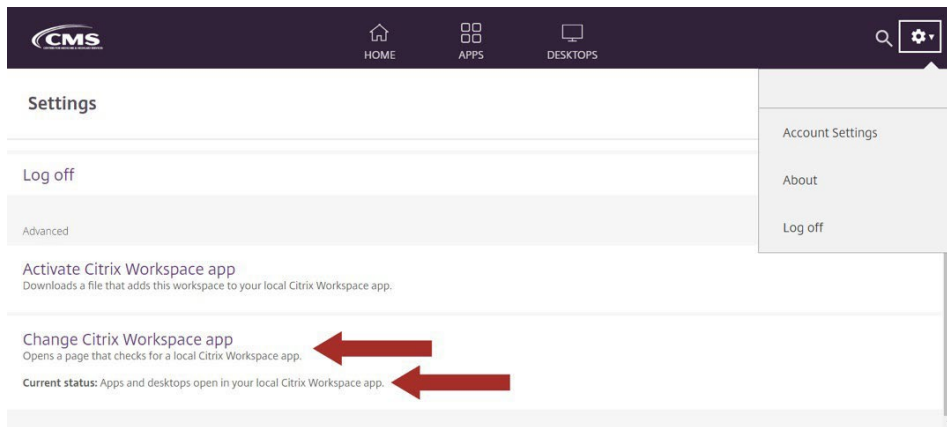 CMS
HOME
APPS
DESKTOPS
Settings
Account Settings
About
Log off
Log off
Advanced
Activate Citrix Workspace app
Downloads a file that adds this workspace to your local Citrix Workspace app.
Change Citrix Workspace app
Opens a page that checks for a local Citrix Workspace app.
Current status: Apps and desktops open in your local Citrix Workspace app.